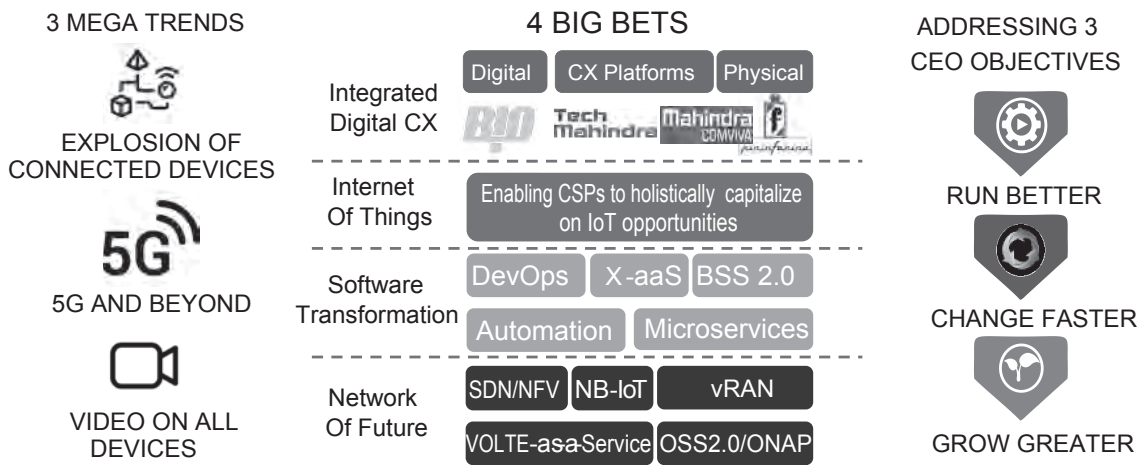 3 MEGA TRENDS
EXPLOSION OF
CONNECTED DEVICES
5G
5G AND BEYOND
VIDEO ON ALL
DEVICES
4 BIG BETS
Integrated
Digital CX
Digital
CX Platforms
Physical
BIO
Tech
Mahindra
Mahindra
COMVIVA
f
pininfarina
Internet
Of Things
Enabling CSPs to holistically capitalize
on IoT opportunities
Software
Transformation
DevOps
X-aaS
BSS 2.0
Automation
Microservices
Network
Of Future
SDN/NFV
NB-IoT
vRAN
VOLTE-as-a-Service
OSS2.0/ONAP
ADDRESSING 3
CEO OBJECTIVES
RUN BETTER
CHANGE FASTER
GROW GREATER